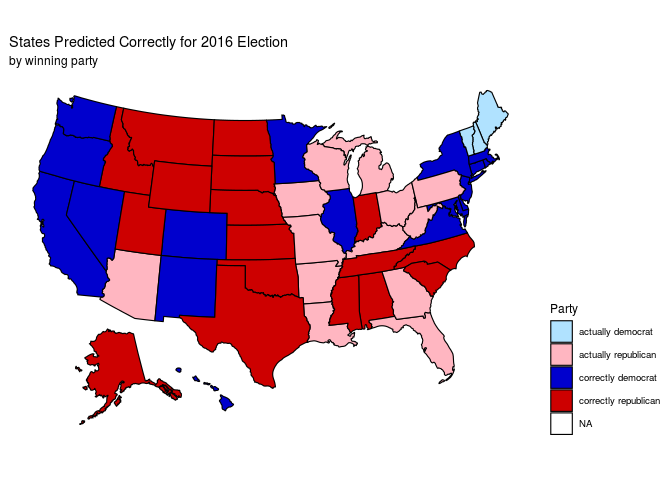 States Predicted Correctly for 2016 Election
by winning party
Party
actually democrat
actually republican
correctly democrat
correctly republican
NA